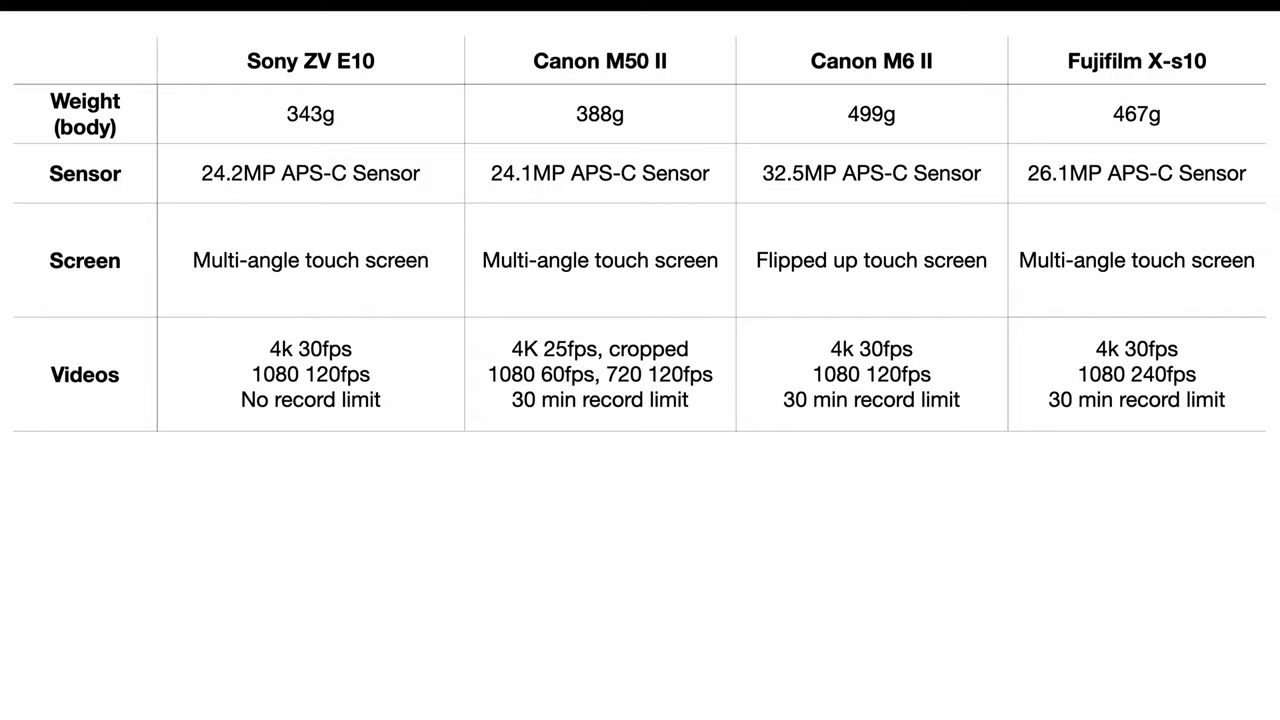 Sony ZV E10 Canon M50 II Canon M6 II Fujifilm X-s10
Weight
(body) 343g 388g 499g 467g
Sensor 24.2MP APS-C Sensor 24.1MP APS-C Sensor 32.5MP APS-C Sensor 26.1MP APS-C Sensor
Screen Multi-angle touch screen Multi-angle touch screen Flipped up touch screen Multi-angle touch screen
4k 30fps 4K 25fps, cropped 4k 30fps 4k 30fps
Videos 1080 120fps 1080 60fps, 720 120fps 1080 120fps 1080 240fps
No record limit 30 min record limit 30 min record limit 30 min record limit